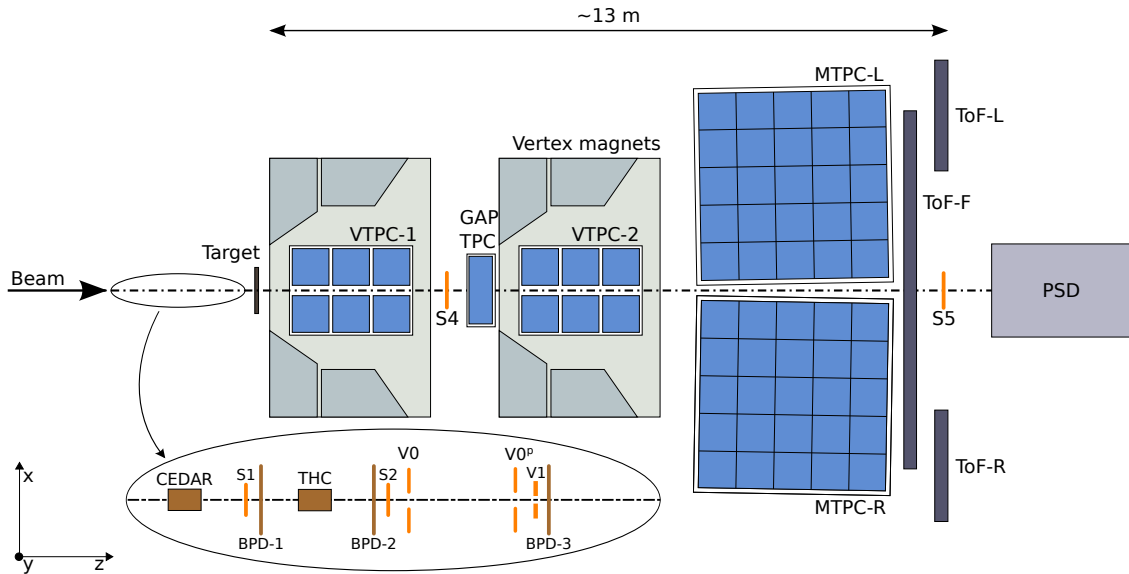 ~13 m
MTPC-L
ToF-L
Vertex magnets
ToF-F
GAP
TPC
VTPC-1
VTPC-2
Target
Beam
S4
S5
PSD
V0
V0ᵖ
CEDAR
S1
THC
S2
V1
BPD-1
BPD-2
BPD-3
MTPC-R
ToF-R
x
y
z